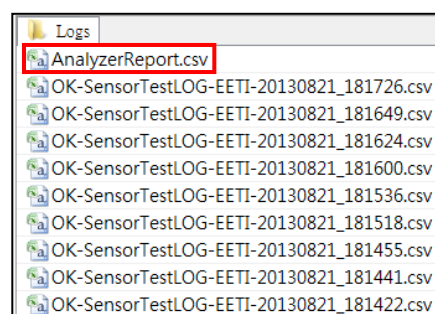 Logs
AnalyzerReport.csv
OK-SensorTestLOG-EETI-20130821_181726.csv
OK-SensorTestLOG-EETI-20130821_181649.csv
OK-SensorTestLOG-EETI-20130821_181624.csv
OK-SensorTestLOG-EETI-20130821_181600.csv
OK-SensorTestLOG-EETI-20130821_181536.csv
OK-SensorTestLOG-EETI-20130821_181518.csv
OK-SensorTestLOG-EETI-20130821_181455.csv
OK-SensorTestLOG-EETI-20130821_181441.csv
OK-SensorTestLOG-EETI-20130821_181422.csv